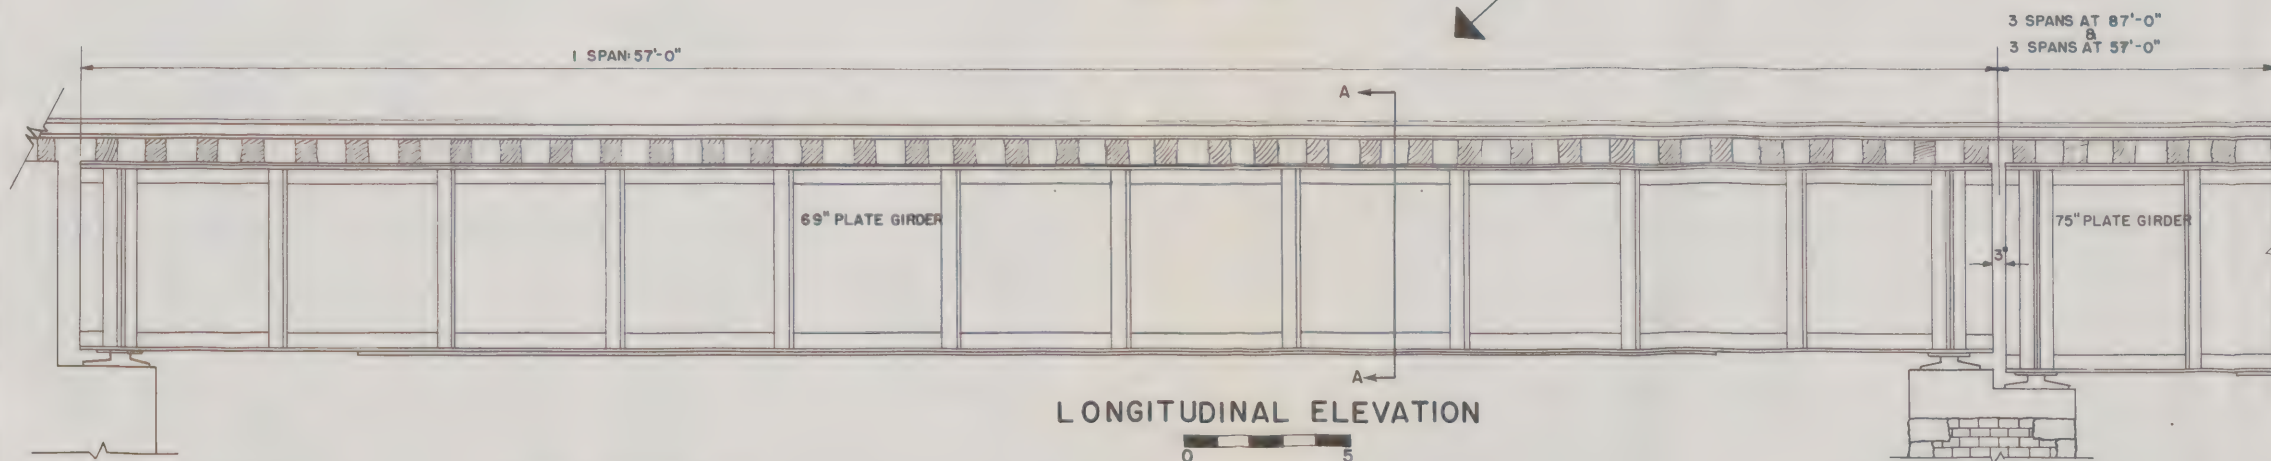 3 SPANS AT 87'-0"
&
3 SPANS AT 57'-0"
1 SPAN: 57'-0"
A
69" PLATE GIRDER
75" PLATE GIRDER
3"
A
LONGITUDINAL ELEVATION
0 5